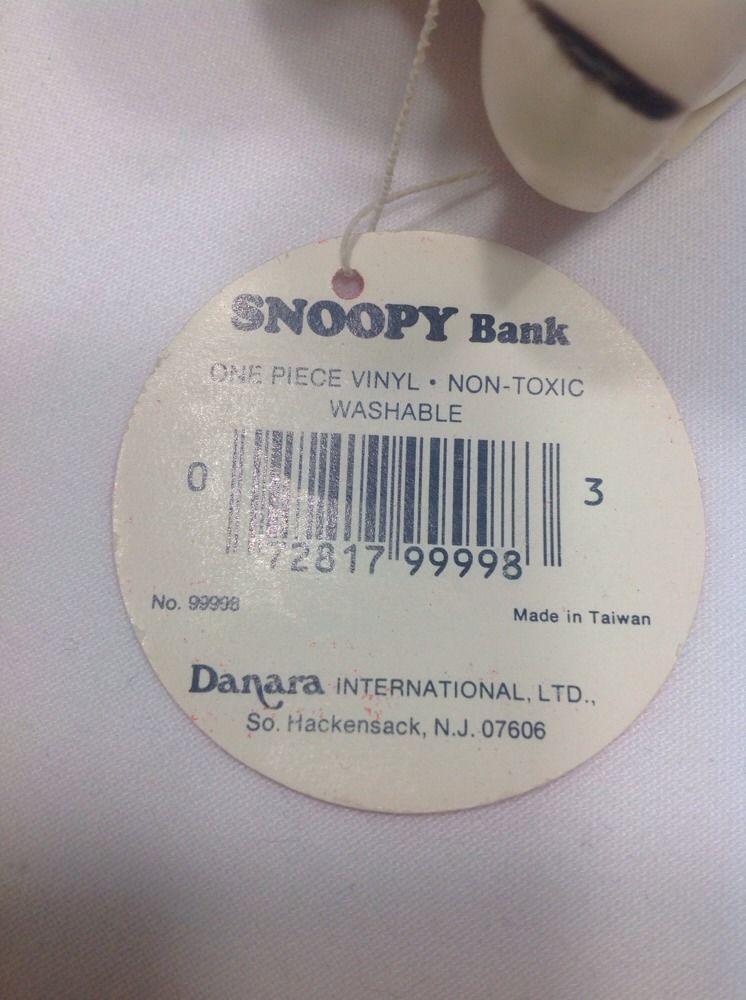 SNOOPY Bank
ONE PIECE VINYL • NON-TOXIC
WASHABLE
0 72817 99998 3
No. 99998
Made in Taiwan
Danara INTERNATIONAL, LTD.,
So. Hackensack, N.J. 07606